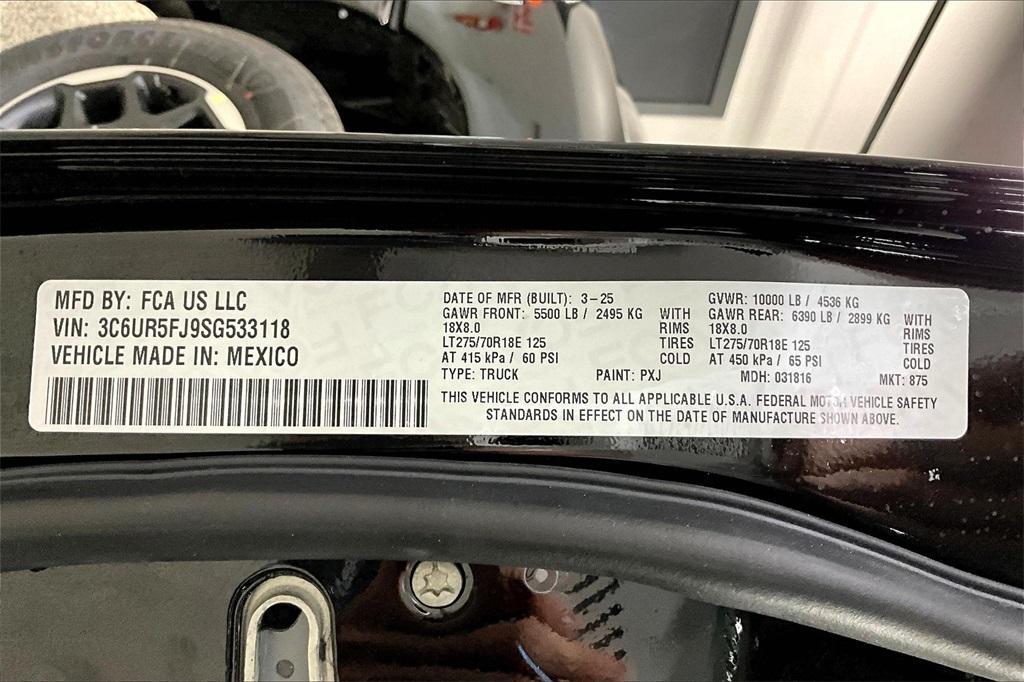 MFD BY: FCA US LLC
VIN: 3C6UR5FJ9SG533118
VEHICLE MADE IN: MEXICO
DATE OF MFR (BUILT): 3-25
GAWR FRONT: 5500 LB / 2495 KG WITH
18X8.0 RIMS
LT275/70R18E 125 TIRES
AT 415 kPa / 60 PSI COLD
TYPE: TRUCK PAINT: PXJ
GVWR: 10000 LB / 4536 KG
GAWR REAR: 6390 LB / 2899 KG WITH
18X8.0 RIMS
LT275/70R18E 125 TIRES
AT 450 kPa / 65 PSI COLD
MDH: 031816 MKT: 875
THIS VEHICLE CONFORMS TO ALL APPLICABLE U.S.A. FEDERAL MOTOR VEHICLE SAFETY
STANDARDS IN EFFECT ON THE DATE OF MANUFACTURE SHOWN ABOVE.